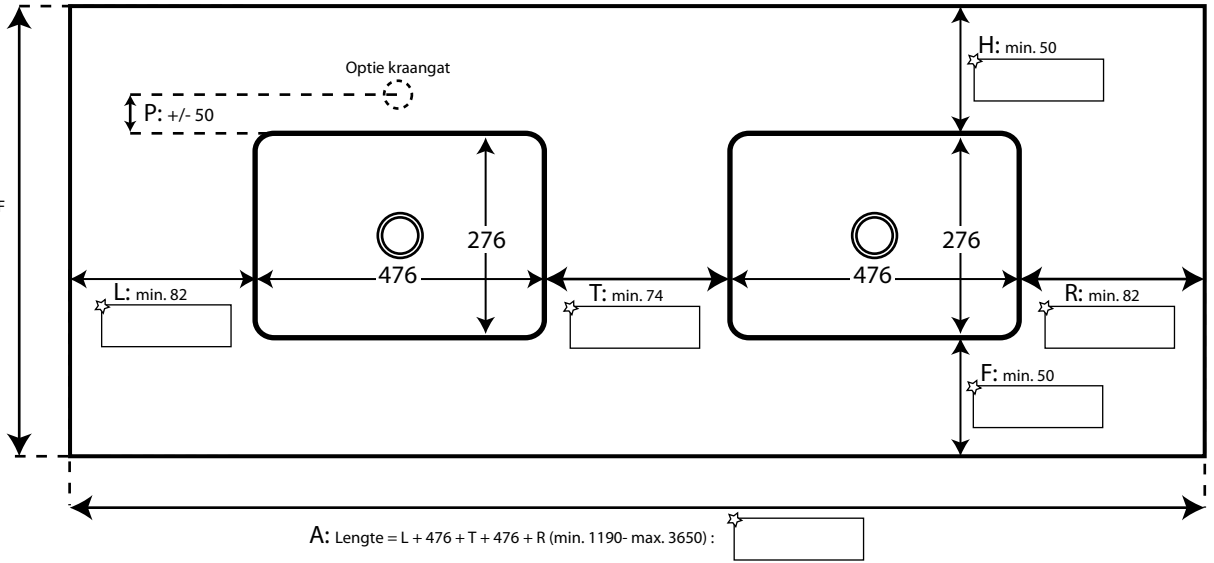 H: min. 50
Optie kraangat
P: +/- 50
F
276
276
476
476
L: min. 82
T: min. 74
R: min. 82
F: min. 50
A: Lengte = L + 476 + T + 476 + R (min. 1190- max. 3650) :